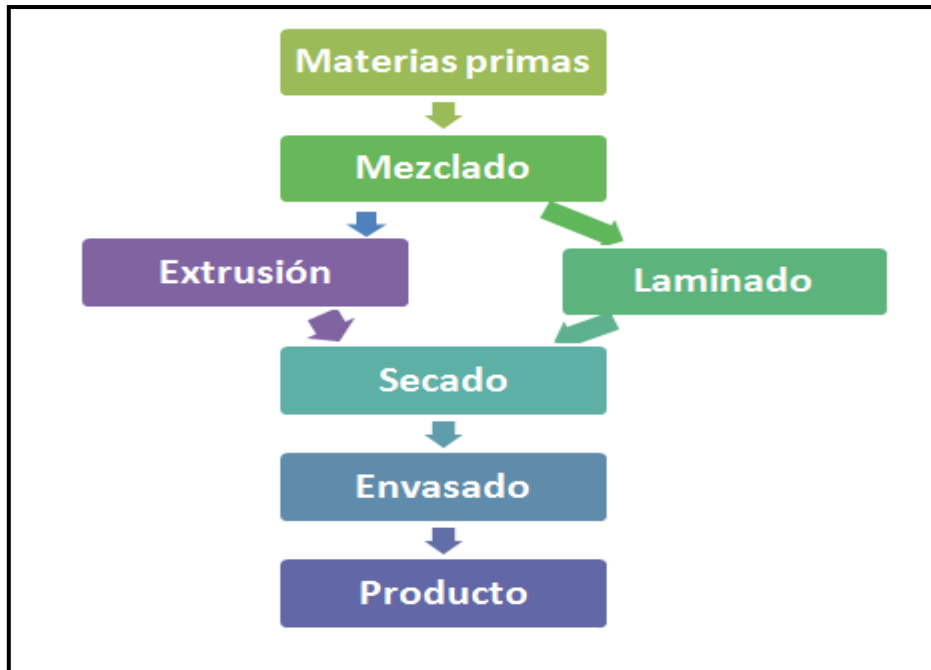 Materias primas
Mezclado
Extrusión
Laminado
Secado
Envasado
Producto